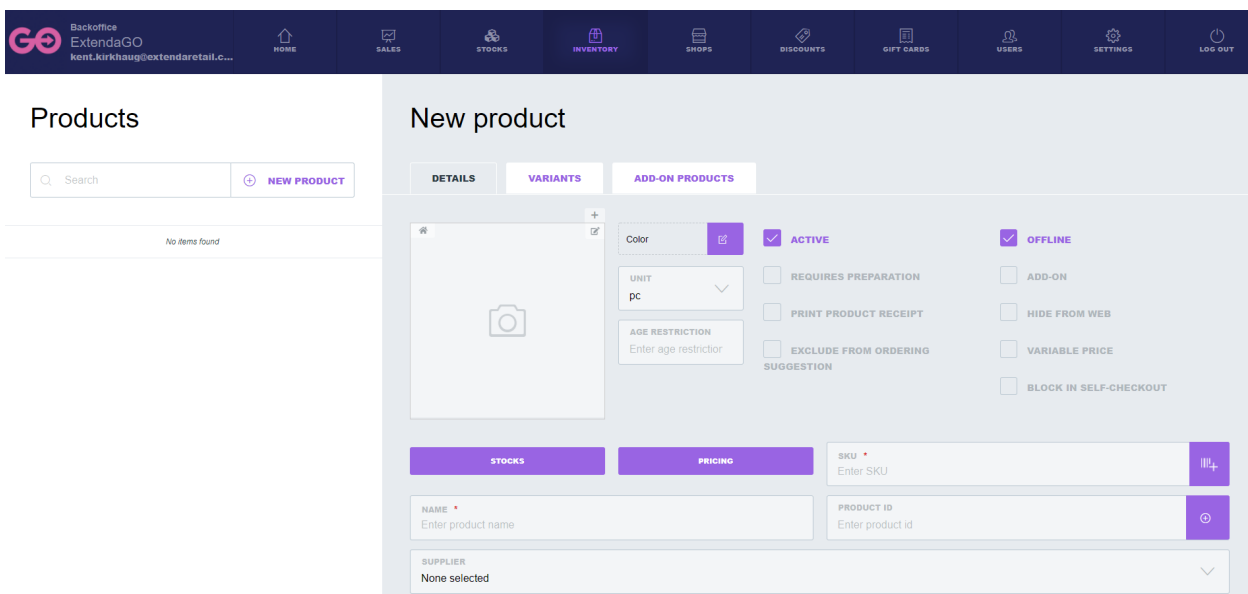 GO
Backoffice
ExtendaGO
kent.kirkhaug@extendaretail.c...
HOME
SALES
STOCKS
INVENTORY
SHOPS
DISCOUNTS
GIFT CARDS
USERS
SETTINGS
LOG OUT
Products
Search
NEW PRODUCT
No items found
New product
DETAILS
VARIANTS
ADD-ON PRODUCTS
Color
UNIT
pc
AGE RESTRICTION
Enter age restriction
ACTIVE
REQUIRES PREPARATION
PRINT PRODUCT RECEIPT
EXCLUDE FROM ORDERING
SUGGESTION
OFFLINE
ADD-ON
HIDE FROM WEB
VARIABLE PRICE
BLOCK IN SELF-CHECKOUT
STOCKS
PRICING
SKU *
Enter SKU
NAME *
Enter product name
PRODUCT ID
Enter product id
SUPPLIER
None selected